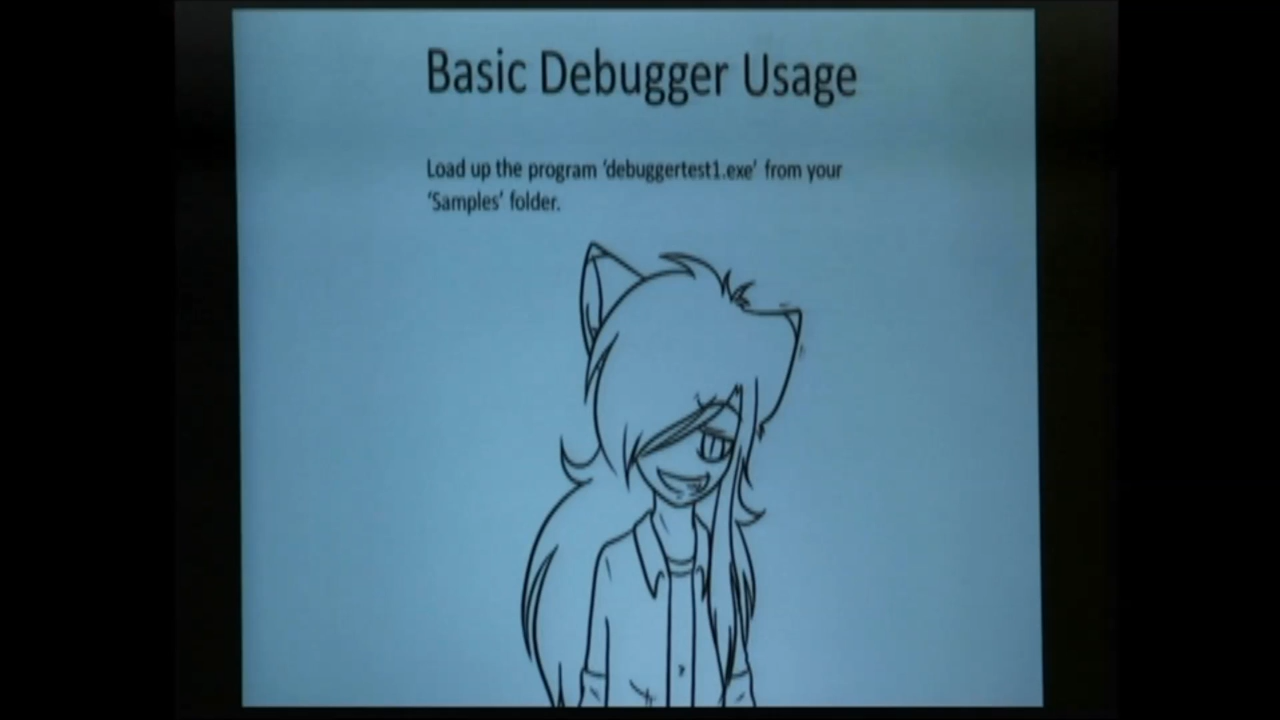 Basic Debugger Usage
Load up the program ‘debuggertest1.exe’ from your
‘Samples’ folder.